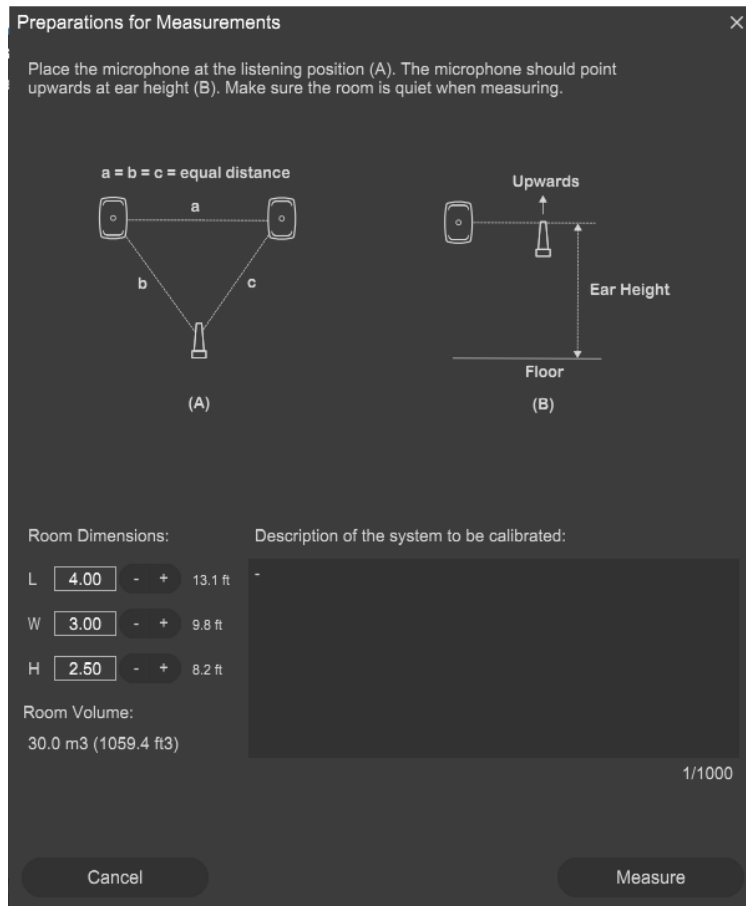 Preparations for Measurements
Place the microphone at the listening position (A). The microphone should point
upwards at ear height (B). Make sure the room is quiet when measuring.
a = b = c = equal distance
a
b
c
(A)
Upwards
Ear Height
Floor
(B)
Room Dimensions:
L 4.00 - + 13.1 ft
W 3.00 - + 9.8 ft
H 2.50 - + 8.2 ft
Room Volume:
30.0 m3 (1059.4 ft3)
Description of the system to be calibrated:
-
1/1000
Cancel
Measure